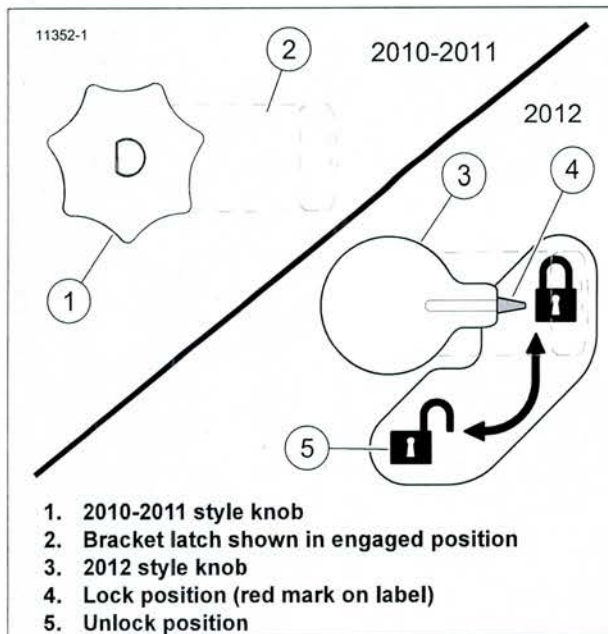 11352-1
2
2010-2011
2012
3
4
1
5
1. 2010-2011 style knob
2. Bracket latch shown in engaged position
3. 2012 style knob
4. Lock position (red mark on label)
5. Unlock position